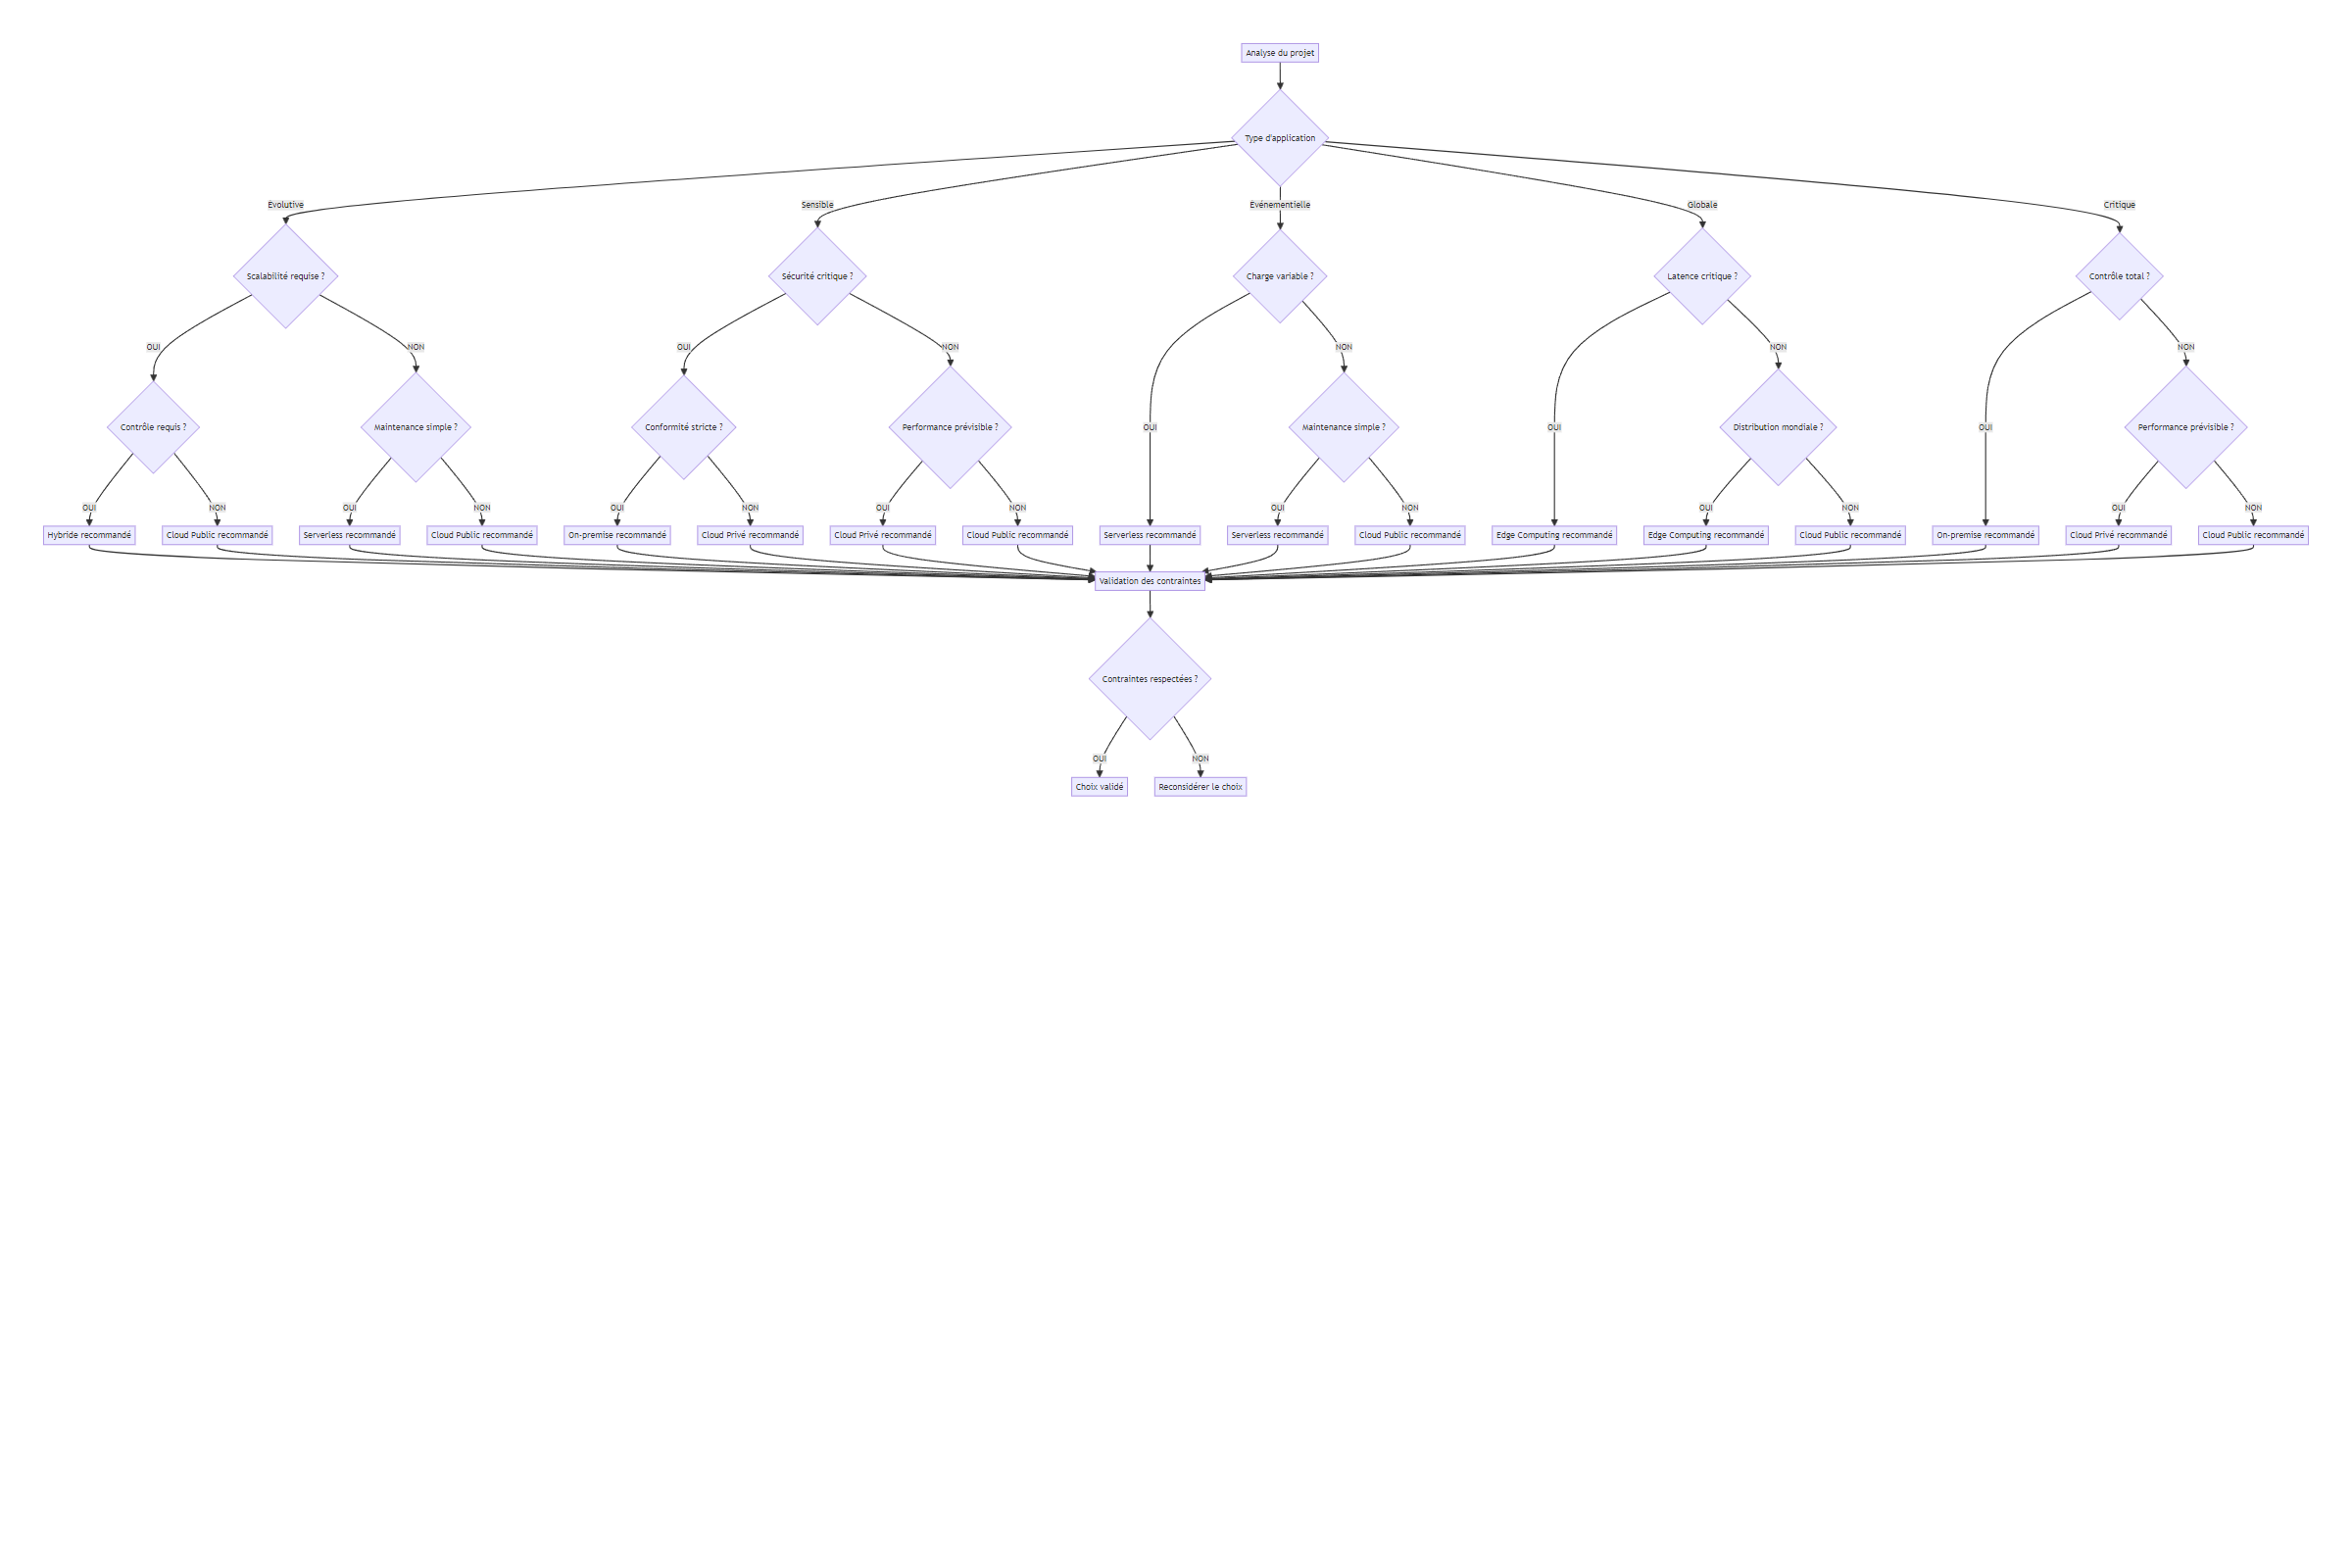 Analyse du projet
Type d'application
Evolutive
Sensible
Evénementielle
Globale
Critique
Scalabilité requise ?
Sécurité critique ?
Charge variable ?
Latence critique ?
Contrôle total ?
OUI
NON
OUI
NON
NON
NON
NON
Contrôle requis ?
Maintenance simple ?
Conformité stricte ?
Performance prévisible ?
OUI
Maintenance simple ?
OUI
Distribution mondiale ?
OUI
Performance prévisible ?
OUI
NON
OUI
NON
OUI
NON
OUI
NON
OUI
NON
OUI
NON
OUI
NON
Hybride recommandé
Cloud Public recommandé
Serverless recommandé
Cloud Public recommandé
On-premise recommandé
Cloud Privé recommandé
Cloud Privé recommandé
Cloud Public recommandé
Serverless recommandé
Serverless recommandé
Cloud Public recommandé
Edge Computing recommandé
Edge Computing recommandé
Cloud Public recommandé
On-premise recommandé
Cloud Privé recommandé
Cloud Public recommandé
Validation des contraintes
Contraintes respectées ?
OUI
NON
Choix validé
Reconsidérer le choix